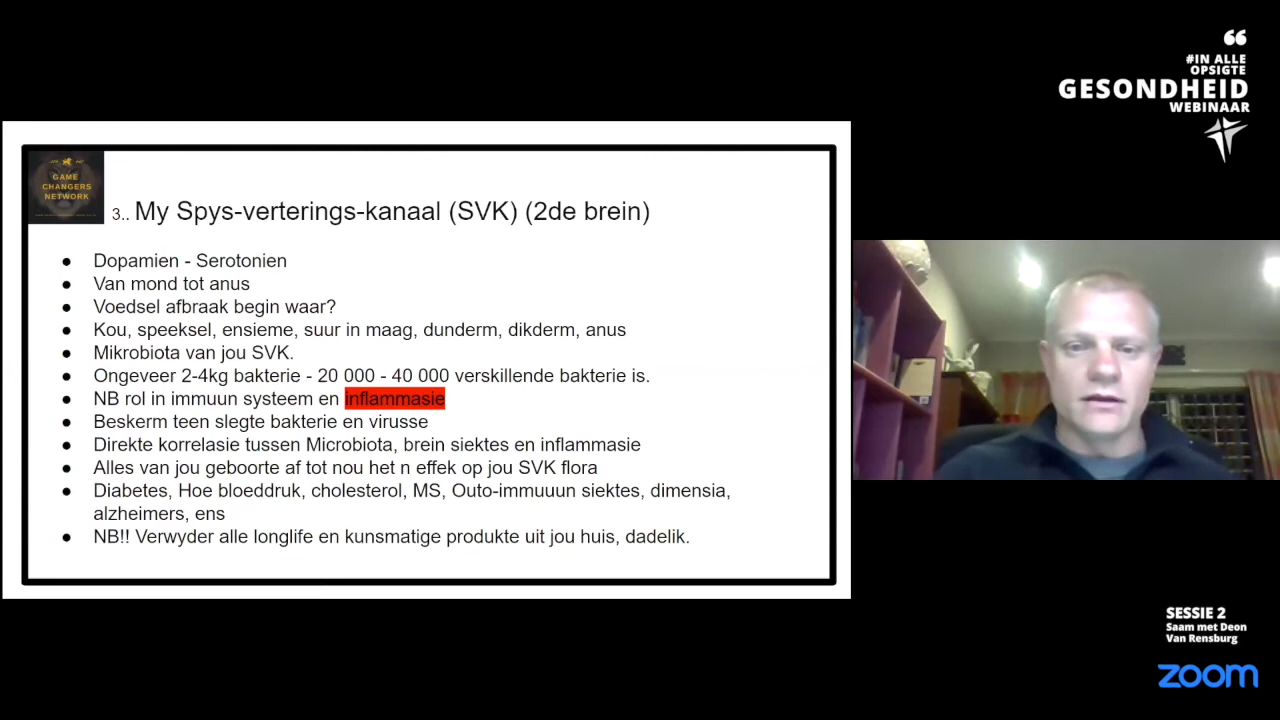 ❝
#IN ALLE
OPSIGTE
GESONDHEID
WEBINAAR
GAME
CHANGERS
NETWORK
3.. My Spys-verterings-kanaal (SVK) (2de brein)
● Dopamien - Serotonien
● Van mond tot anus
● Voedsel afbraak begin waar?
● Kou, speeksel, ensieme, suur in maag, dunderm, dikderm, anus
● Mikrobiota van jou SVK.
● Ongeveer 2-4kg bakterie - 20 000 - 40 000 verskillende bakterie is.
● NB rol in immuun systeem en inflammasie
● Beskerm teen slegte bakterie en virusse
● Direkte korrelasie tussen Microbiota, brein siektes en inflammasie
● Alles van jou geboorte af tot nou het n effek op jou SVK flora
● Diabetes, Hoe bloeddruk, cholesterol, MS, Outo-immuuun siektes, dimensia,
alzheimers, ens
● NB!! Verwyder alle longlife en kunsmatige produkte uit jou huis, dadelik.
SESSIE 2
Saam met Deon
Van Rensburg
zoom